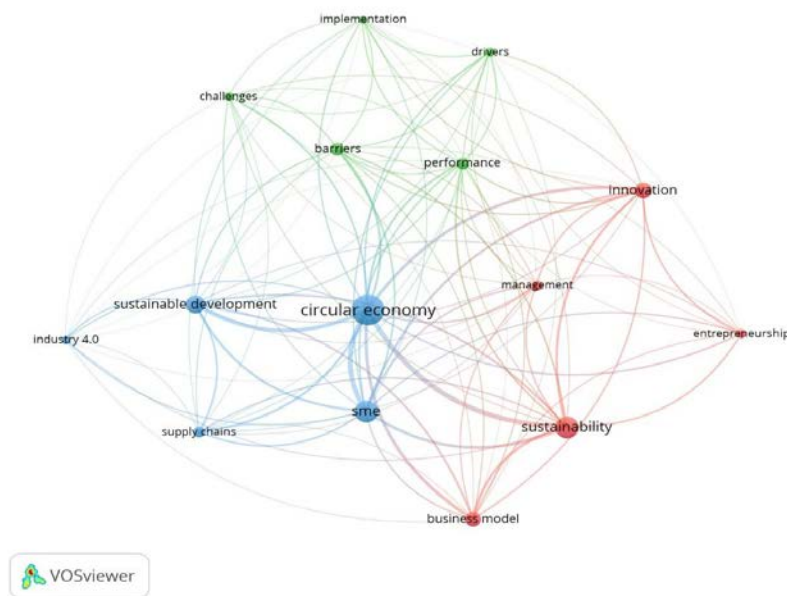 implementation
drivers
challenges
barriers
performance
innovation
management
sustainable development
circular economy
industry 4.0
entrepreneurship
sme
supply chains
sustainability
business model
VOSviewer